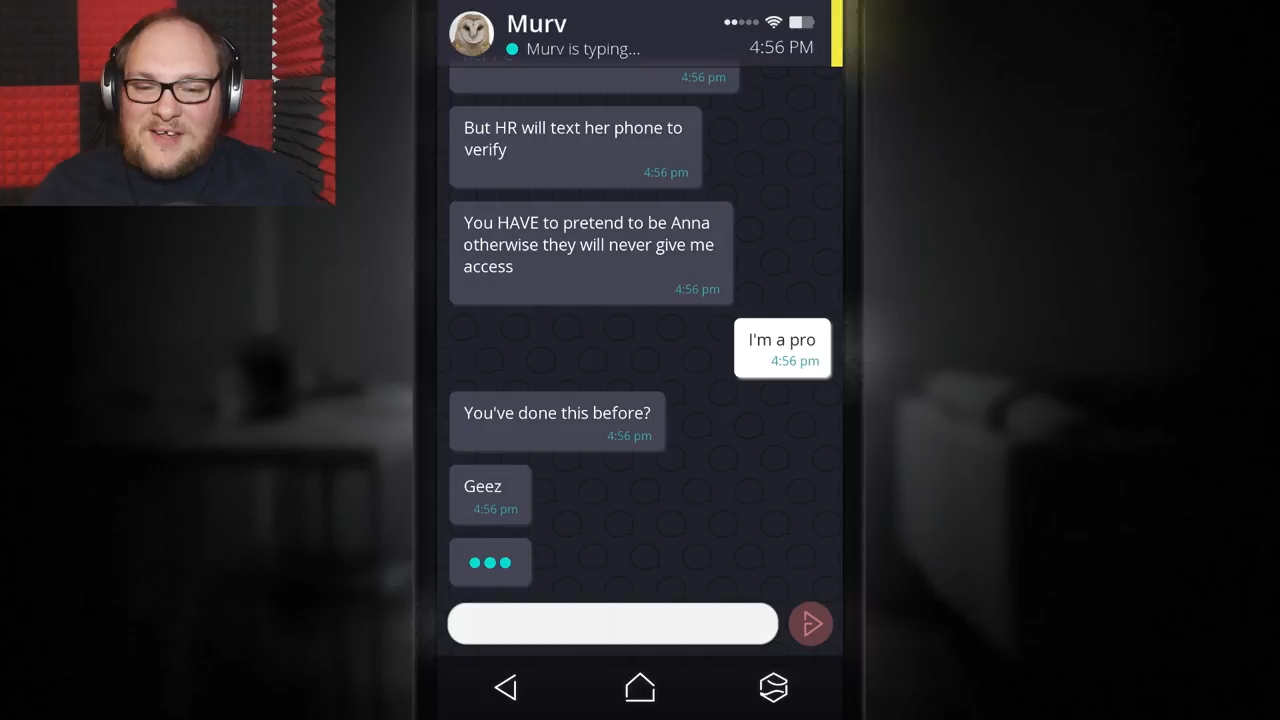 Murv
Murv is typing...
4:56 PM
4:56 pm
But HR will text her phone to
verify
4:56 pm
You HAVE to pretend to be Anna
otherwise they will never give me
access
4:56 pm
I'm a pro
4:56 pm
You've done this before?
4:56 pm
Geez
4:56 pm